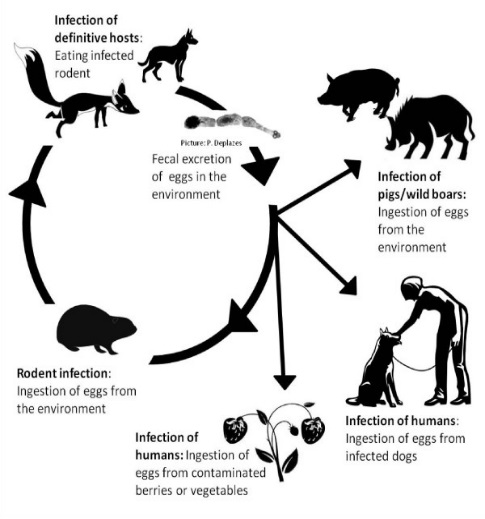 Infection of
definitive hosts:
Eating infected
rodent
Picture: P. Deplazes
Fecal excretion
of eggs in the
environment
Infection of
pigs/wild boars:
Ingestion of eggs
from the
environment
Rodent infection:
Ingestion of eggs from
the environment
Infection of
humans: Ingestion of
eggs from contaminated
berries or vegetables
Infection of humans:
Ingestion of eggs from
infected dogs